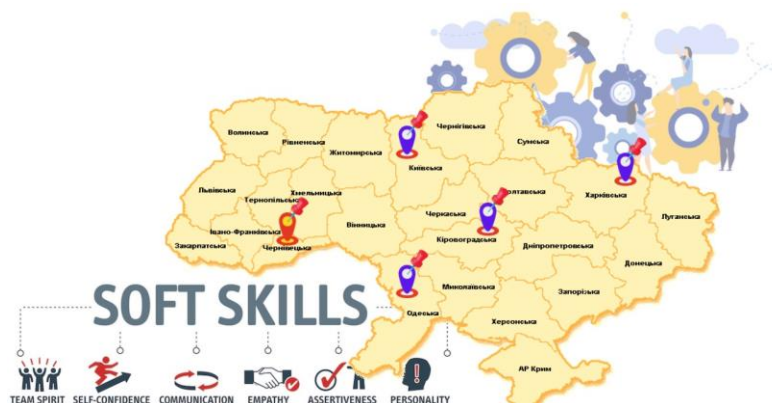 Волинська
Рівненська
Житомирська
Київська
Чернігівська
Сумська
Львівська
Тернопільська
Хмельницька
Вінницька
Черкаська
Полтавська
Харківська
Луганська
Закарпатська
Івано-Франківська
Чернівецька
Кіровоградська
Дніпропетровська
Донецька
Одеська
Миколаївська
Запорізька
Херсонська
АР Крим
SOFT SKILLS
TEAM SPIRIT
SELF-CONFIDENCE
COMMUNICATION
EMPATHY
ASSERTIVENESS
PERSONALITY